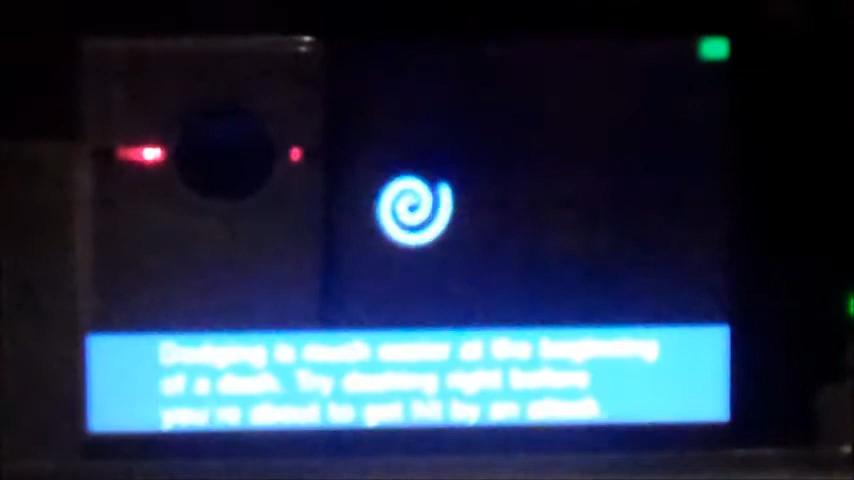 Dodging is much easier at the beginning
of a dash. Try dashing right before
you're about to get hit by an attack.